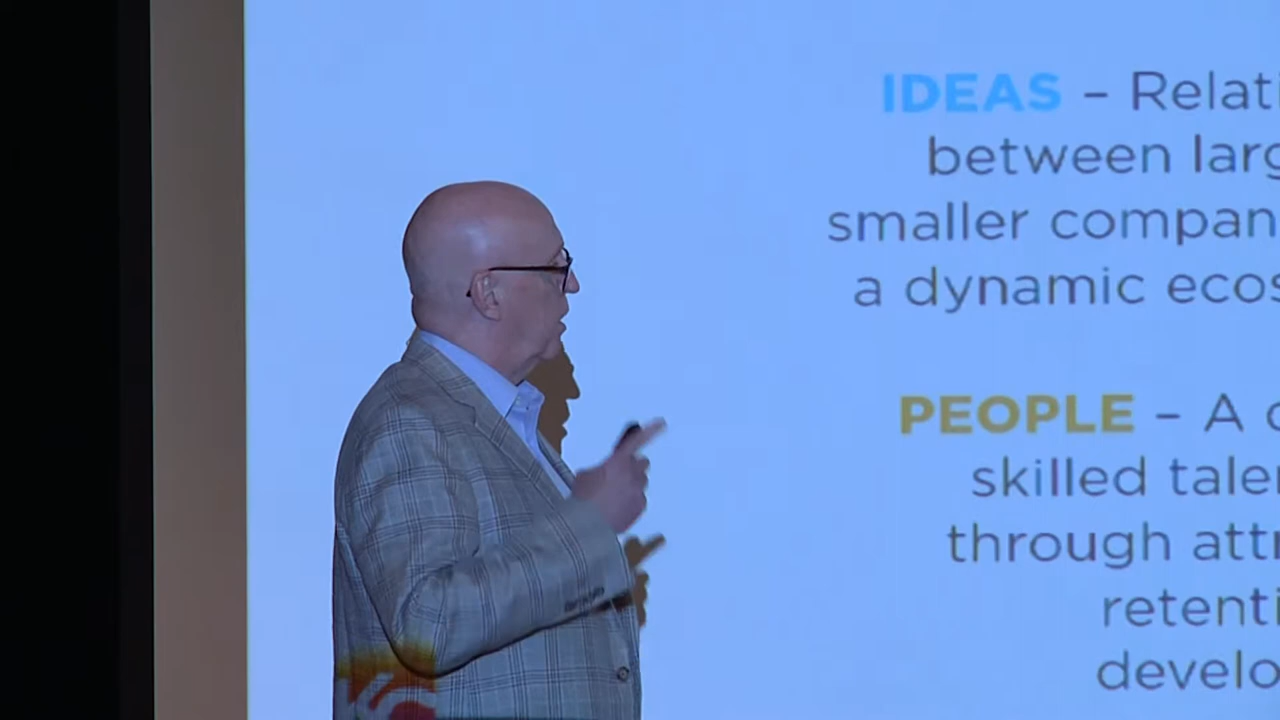 IDEAS – Relati
between larg
smaller compan
a dynamic ecos
PEOPLE – A c
skilled talen
through attr
retenti
develo